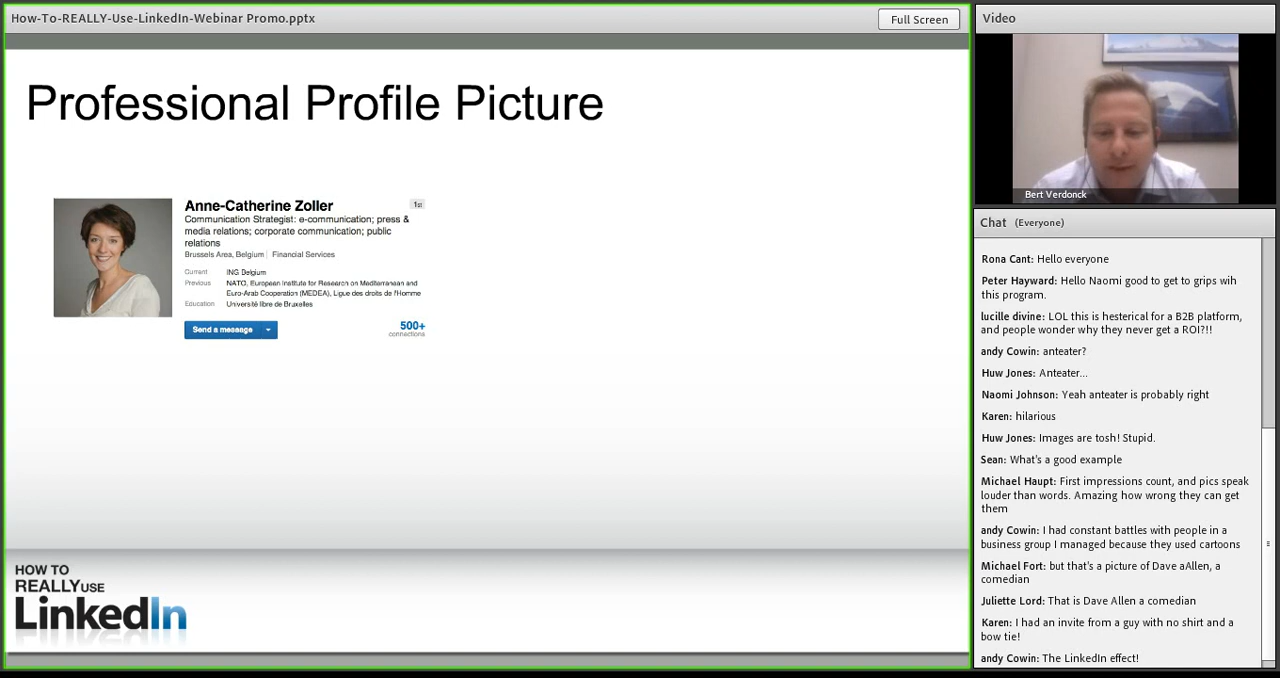 How-To-REALLY-Use-LinkedIn-Webinar Promo.pptx
Full Screen
Professional Profile Picture
Anne-Catherine Zoller
1st
Communication Strategist: e-communication; press &
media relations; corporate communication; public
relations
Brussels Area, Belgium | Financial Services
Current ING Belgium
Previous NATO, European Institute for Research on Mediterranean and
Euro-Arab Cooperation (MEDEA), Ligue des droits de l'Homme
Education Université libre de Bruxelles
Send a message
500+
connections
HOW TO
REALLY USE
LinkedIn
Video
Bert Verdonck
Chat (Everyone)
Rona Cant: Hello everyone
Peter Hayward: Hello Naomi good to get to grips wih
this program.
lucille divine: LOL this is hesterical for a B2B platform,
and people wonder why they never get a ROI?!!
andy Cowin: anteater?
Huw Jones: Anteater...
Naomi Johnson: Yeah anteater is probably right
Karen: hilarious
Huw Jones: Images are tosh! Stupid.
Sean: What's a good example
Michael Haupt: First impressions count, and pics speak
louder than words. Amazing how wrong they can get
them
andy Cowin: I had constant battles with people in a
business group I managed because they used cartoons
Michael Fort: but that's a picture of Dave aAllen, a
comedian
Juliette Lord: That is Dave Allen a comedian
Karen: I had an invite from a guy with no shirt and a
bow tie!
andy Cowin: The LinkedIn effect!